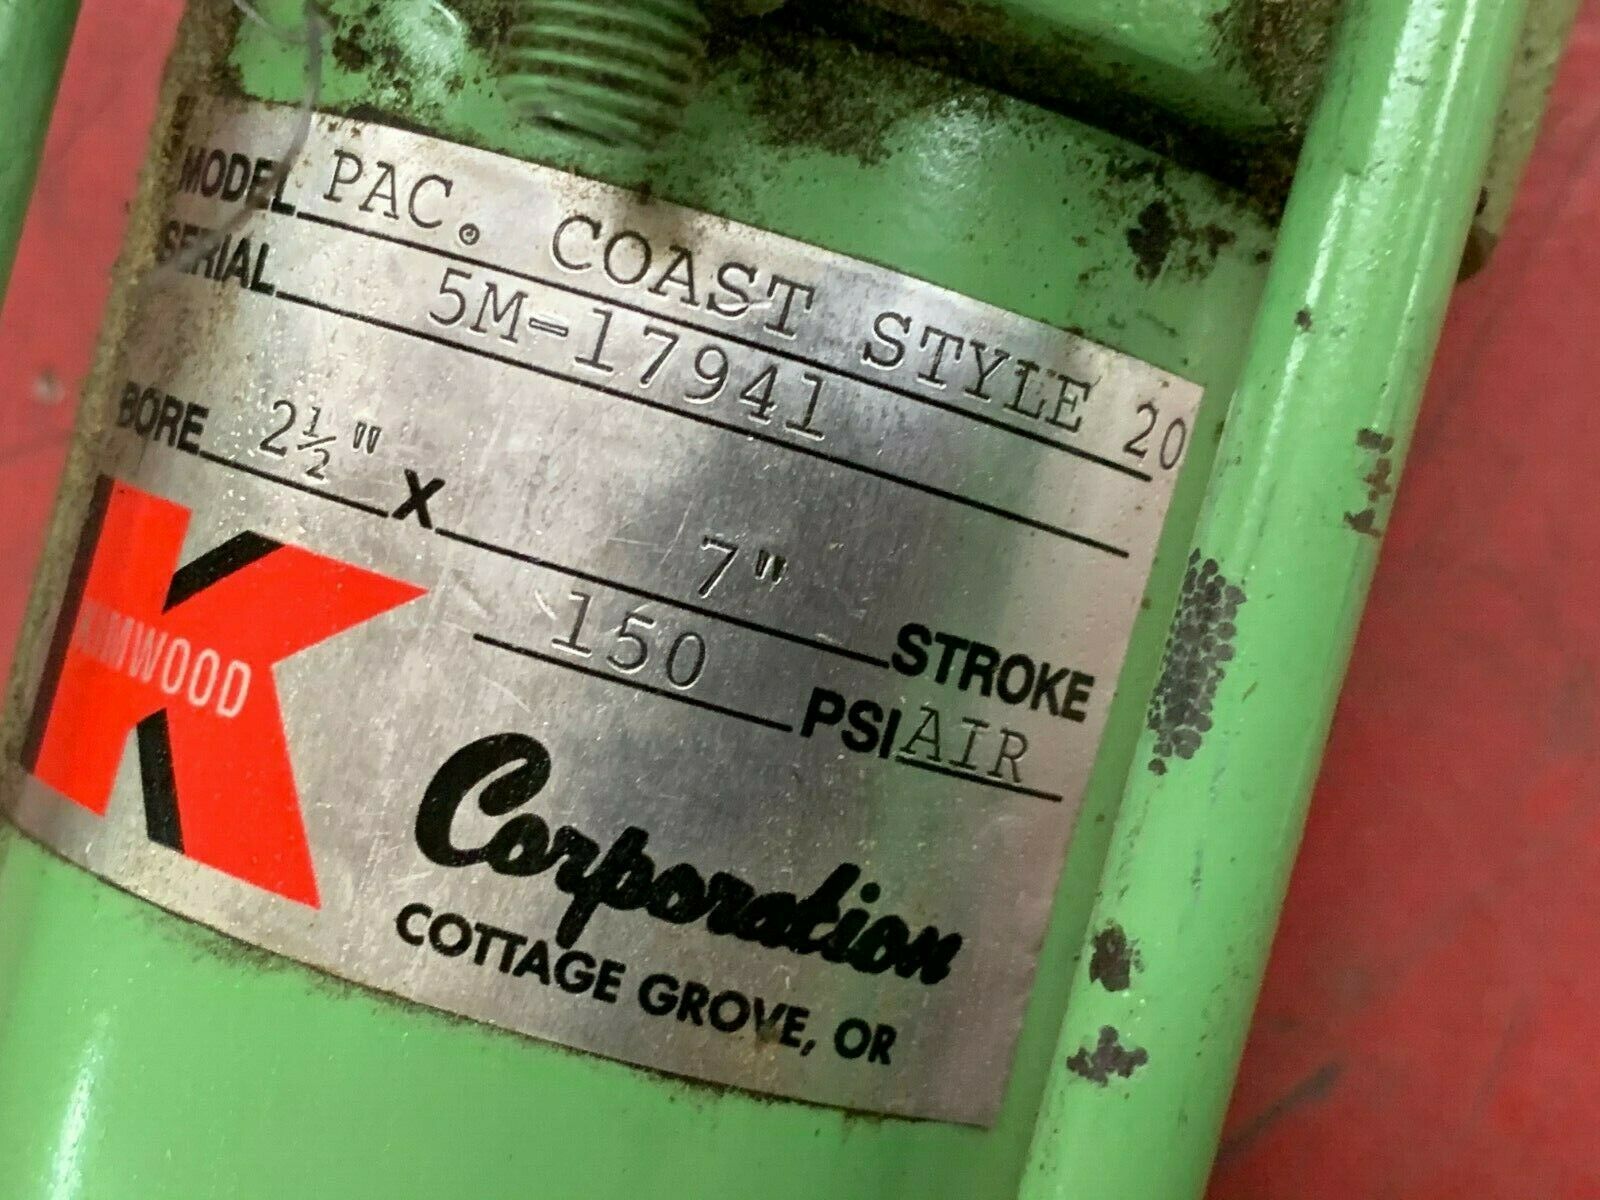 MODEL PAC. COAST STYLE 20
SERIAL 5M-17941
BORE 2½" X 7" STROKE
150 PSI AIR
KIMWOOD
Corporation
COTTAGE GROVE, OR